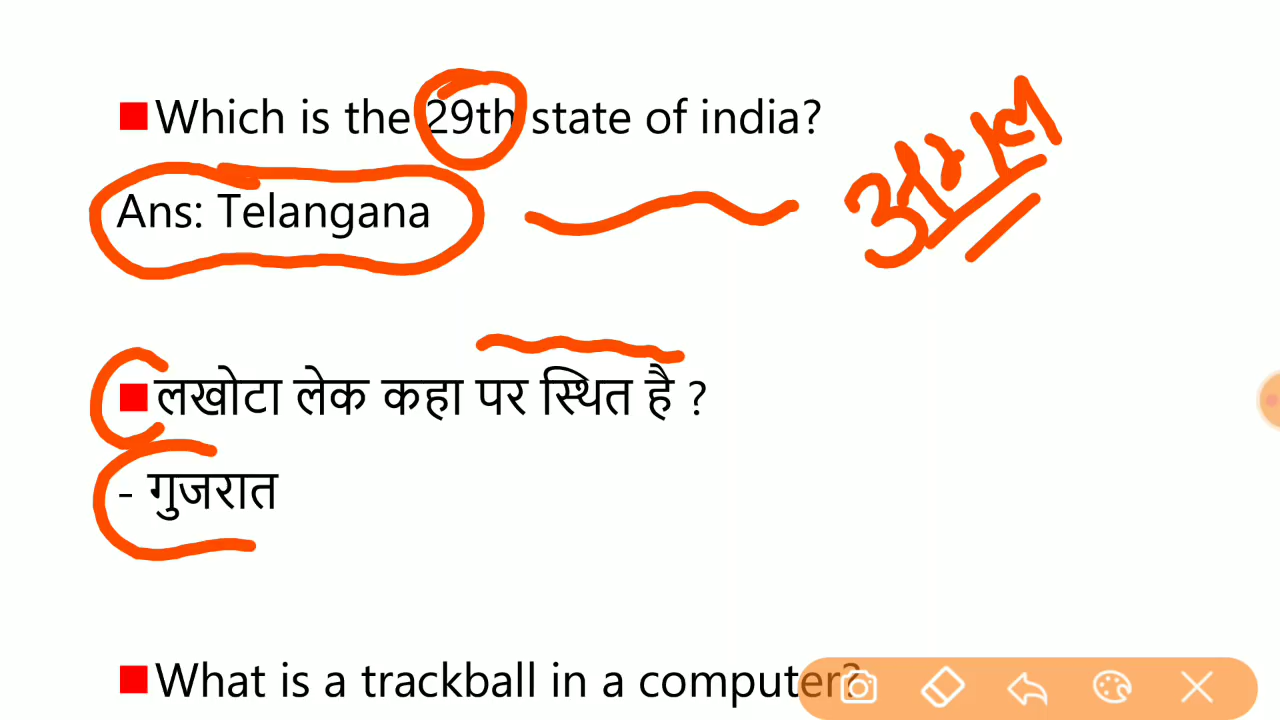 Which is the 29th state of india?
Ans: Telangana
लखोटा लेक कहा पर स्थित है ?
- गुजरात
What is a trackball in a computer?